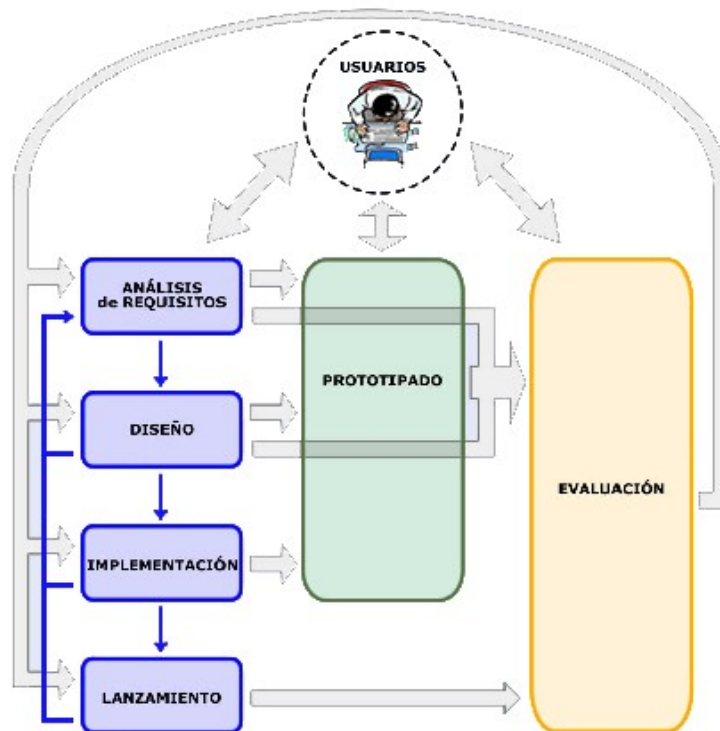 USUARIOS
ANÁLISIS
de REQUISITOS
PROTOTIPADO
DISEÑO
EVALUACIÓN
IMPLEMENTACIÓN
LANZAMIENTO